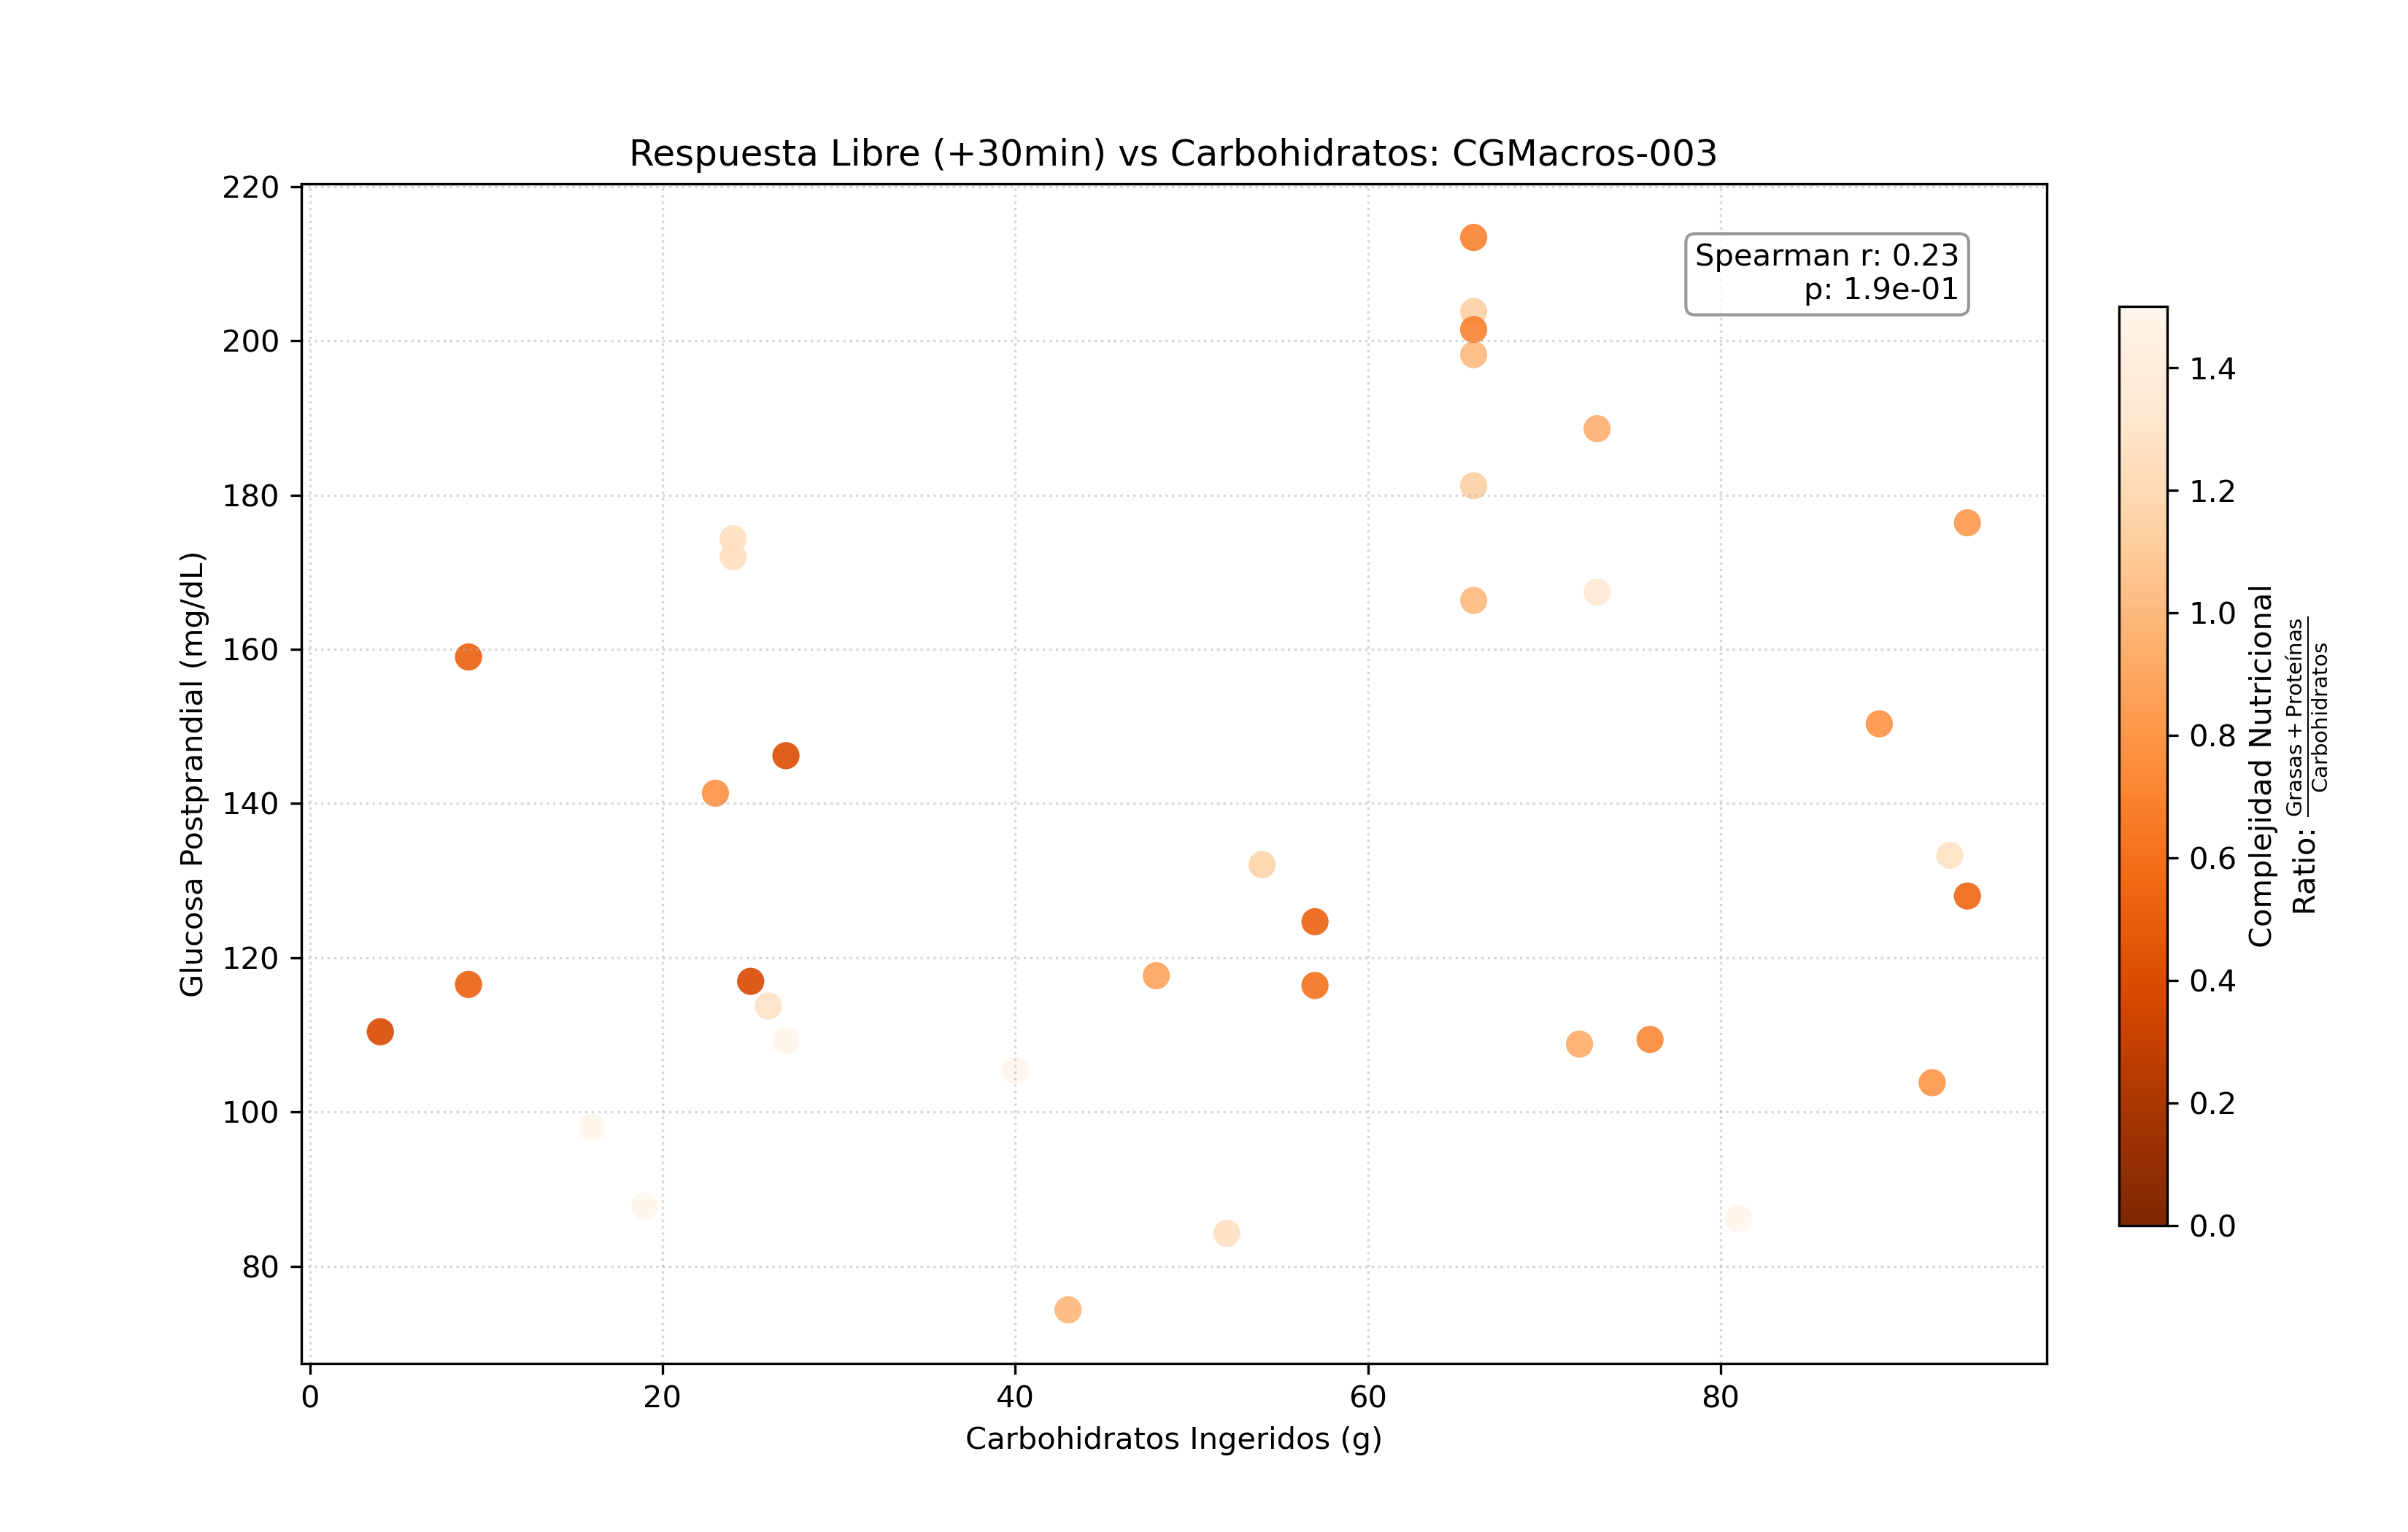 Respuesta Libre (+30min) vs Carbohidratos: CGMacros-003
Glucosa Postprandial (mg/dL)
220
200
180
160
140
120
100
80
Spearman r: 0.23
p: 1.9e-01
0
20
40
60
80
Carbohidratos Ingeridos (g)
1.4
1.2
1.0
0.8
0.6
0.4
0.2
0.0
Complejidad Nutricional
Ratio: Grasas + Proteínas
Carbohidratos